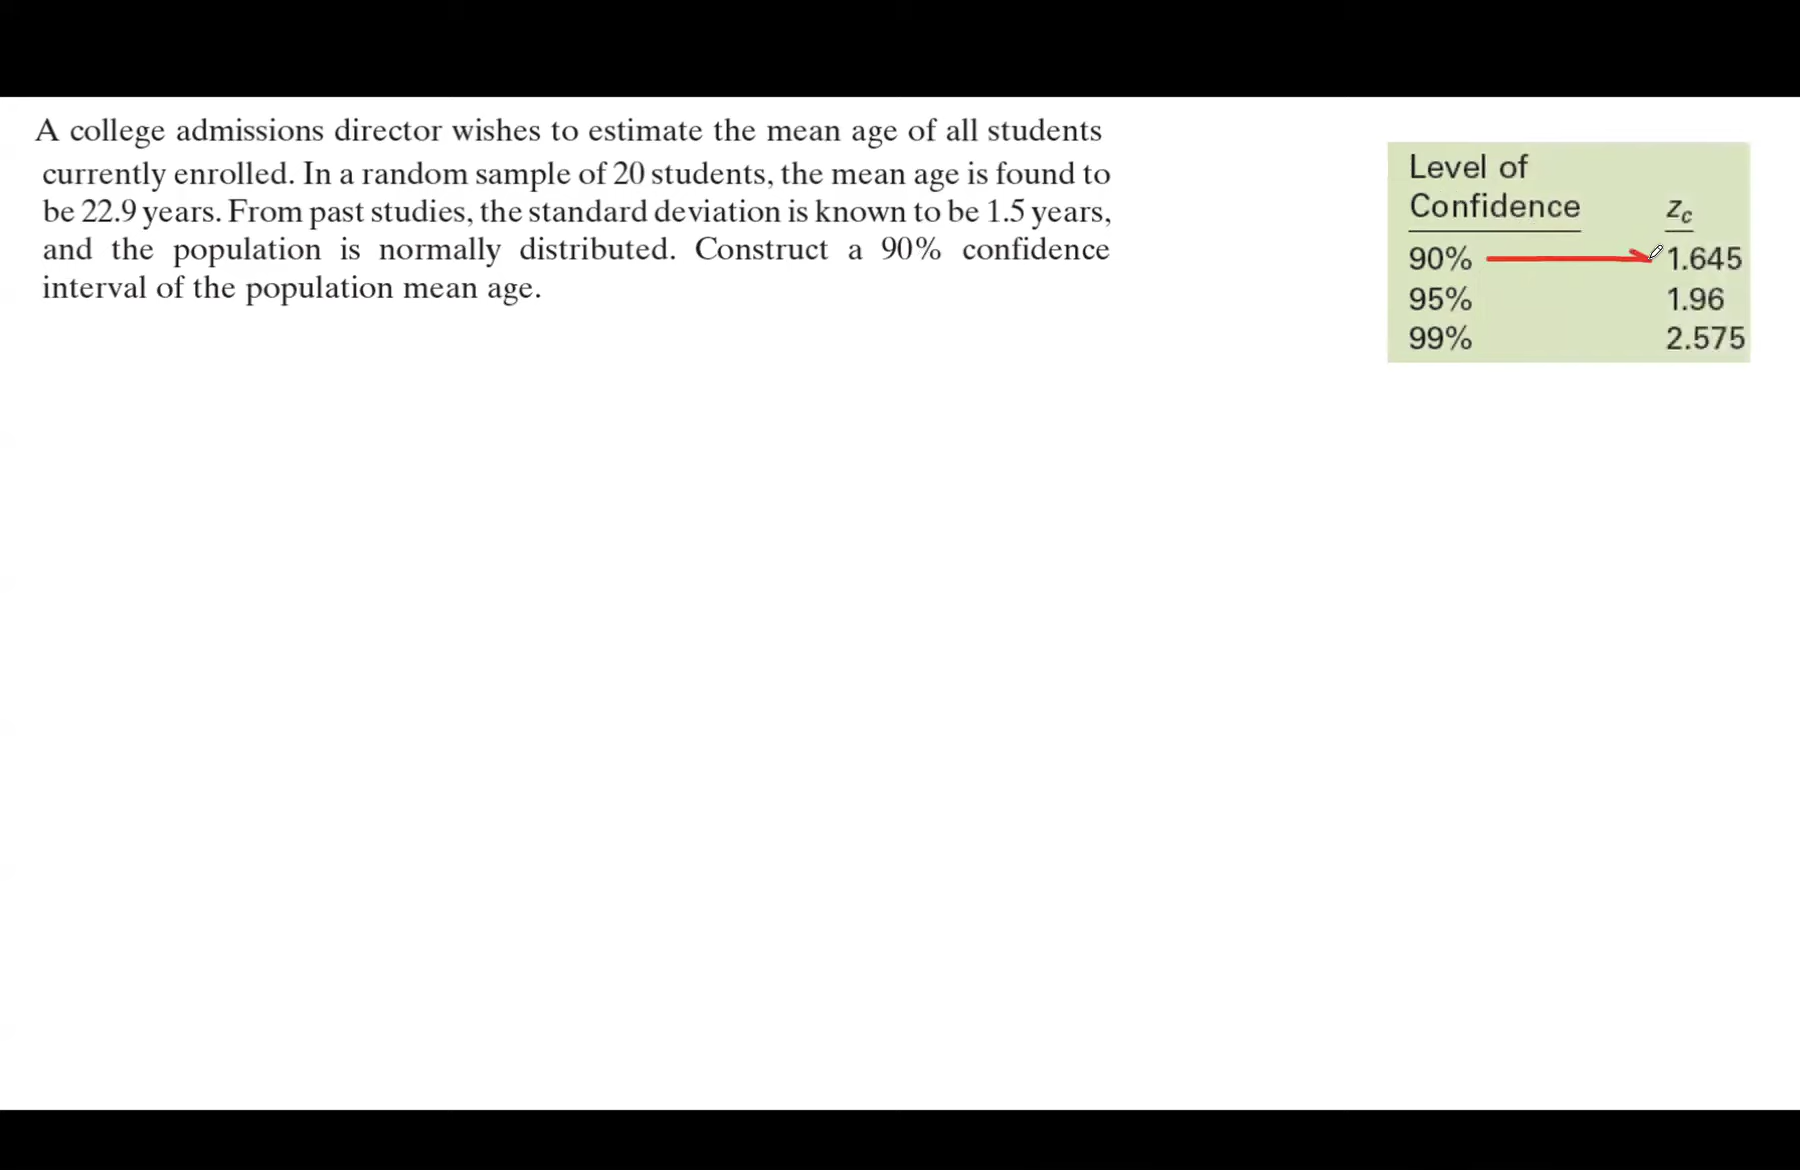 A college admissions director wishes to estimate the mean age of all students
currently enrolled. In a random sample of 20 students, the mean age is found to
be 22.9 years. From past studies, the standard deviation is known to be 1.5 years,
and the population is normally distributed. Construct a 90% confidence
interval of the population mean age.
Level of
Confidence zc
90% 1.645
95% 1.96
99% 2.575